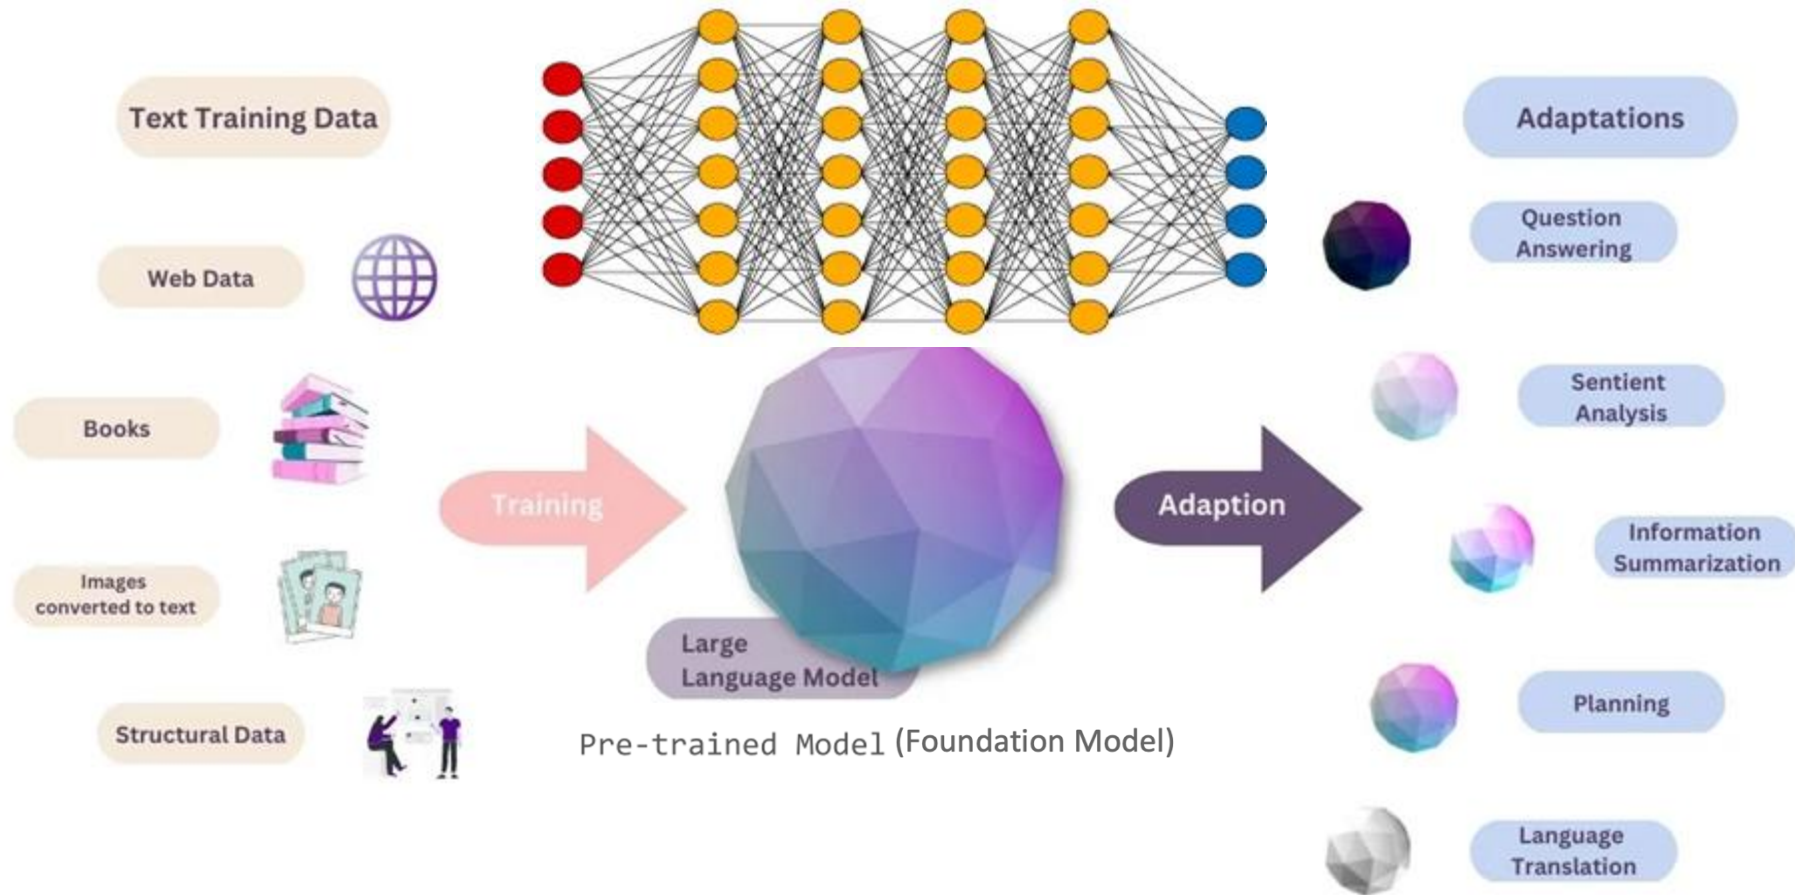 Text Training Data
Web Data
Books
Images
converted to text
Structural Data
Training
Large
Language Model
Pre-trained Model (Foundation Model)
Adaption
Adaptations
Question
Answering
Sentient
Analysis
Information
Summarization
Planning
Language
Translation